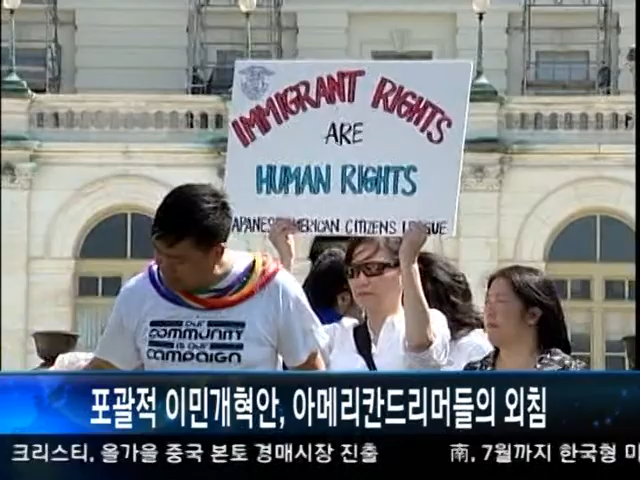 IMMIGRANT RIGHTS
ARE
HUMAN RIGHTS
JAPANESE AMERICAN CITIZENS LEAGUE
OUR
COMMUNITY
IS OUR
CAMPAIGN
포괄적 이민개혁안, 아메리칸드리머들의 외침
크리스티, 올가을 중국 본토 경매시장 진출 南, 7월까지 한국형 미